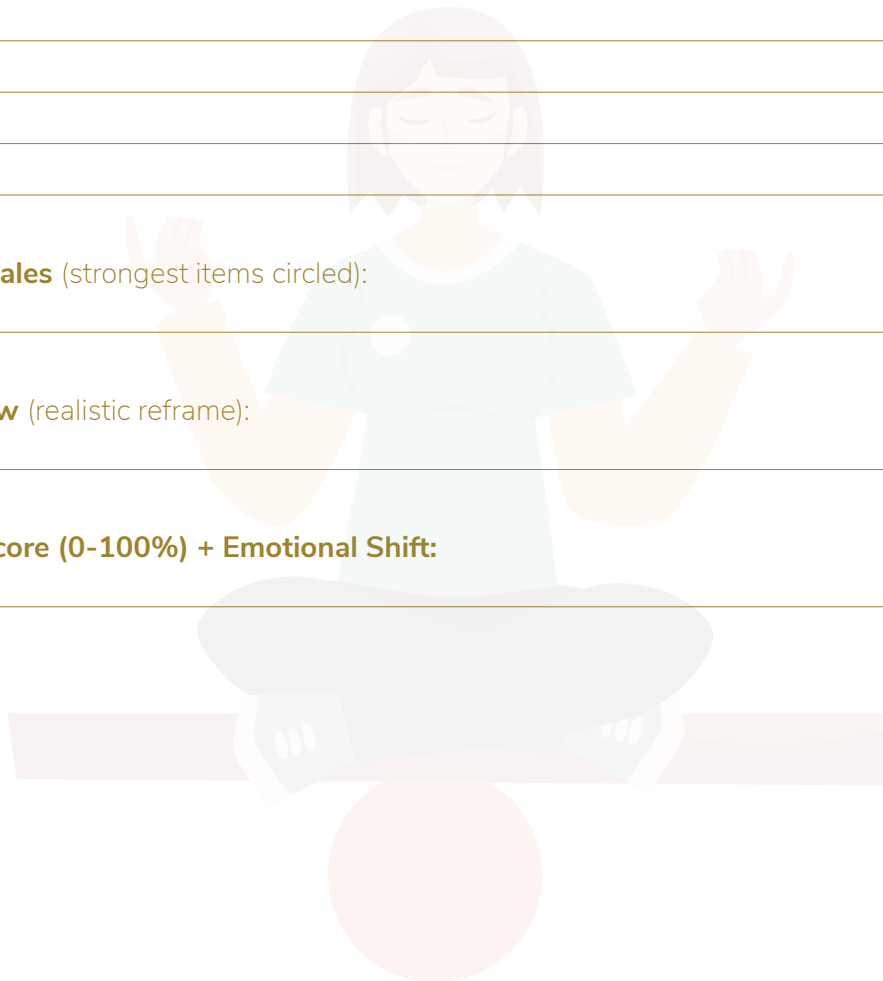 ales (strongest items circled):
w (realistic reframe):
core (0-100%) + Emotional Shift: